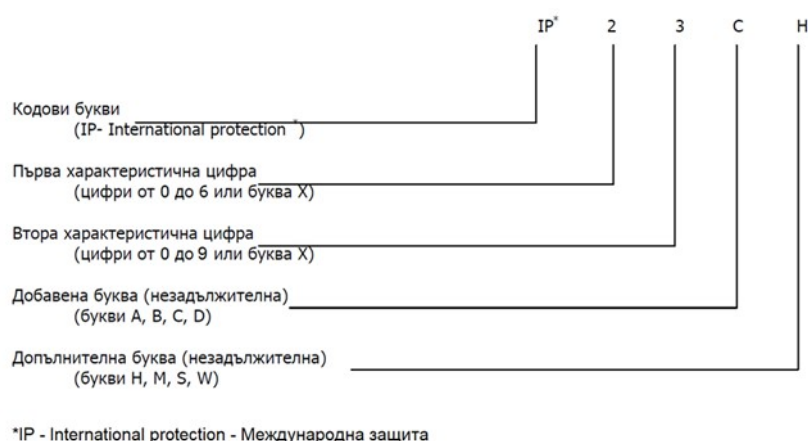 IP* 2 3 C H
Кодови букви
(IP- International protection *)
Първа характеристична цифра
(цифри от 0 до 6 или буква X)
Втора характеристична цифра
(цифри от 0 до 9 или буква X)
Добавена буква (незадължителна)
(букви A, B, C, D)
Допълнителна буква (незадължителна)
(букви H, M, S, W)
*IP - International protection - Международна защита